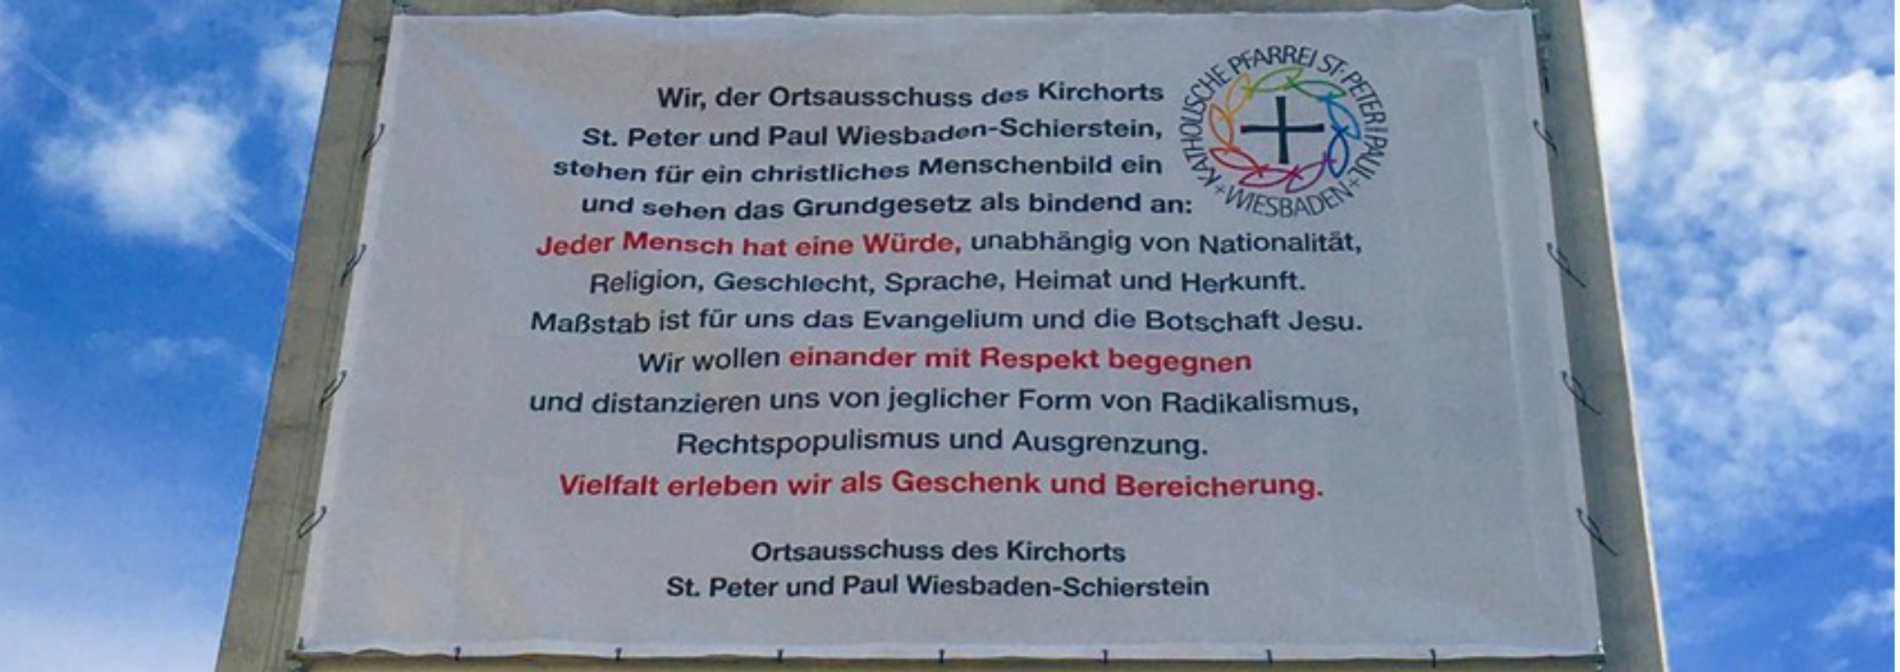 Wir, der Ortsausschuss des Kirchorts
St. Peter und Paul Wiesbaden-Schierstein,
stehen für ein christliches Menschenbild ein
und sehen das Grundgesetz als bindend an:
Jeder Mensch hat eine Würde, unabhängig von Nationalität,
Religion, Geschlecht, Sprache, Heimat und Herkunft.
Maßstab ist für uns das Evangelium und die Botschaft Jesu.
Wir wollen einander mit Respekt begegnen
und distanzieren uns von jeglicher Form von Radikalismus,
Rechtspopulismus und Ausgrenzung.
Vielfalt erleben wir als Geschenk und Bereicherung.
Ortsausschuss des Kirchorts
St. Peter und Paul Wiesbaden-Schierstein
KATHOLISCHE PFARREI ST. PETER & PAUL
+ WIESBADEN +